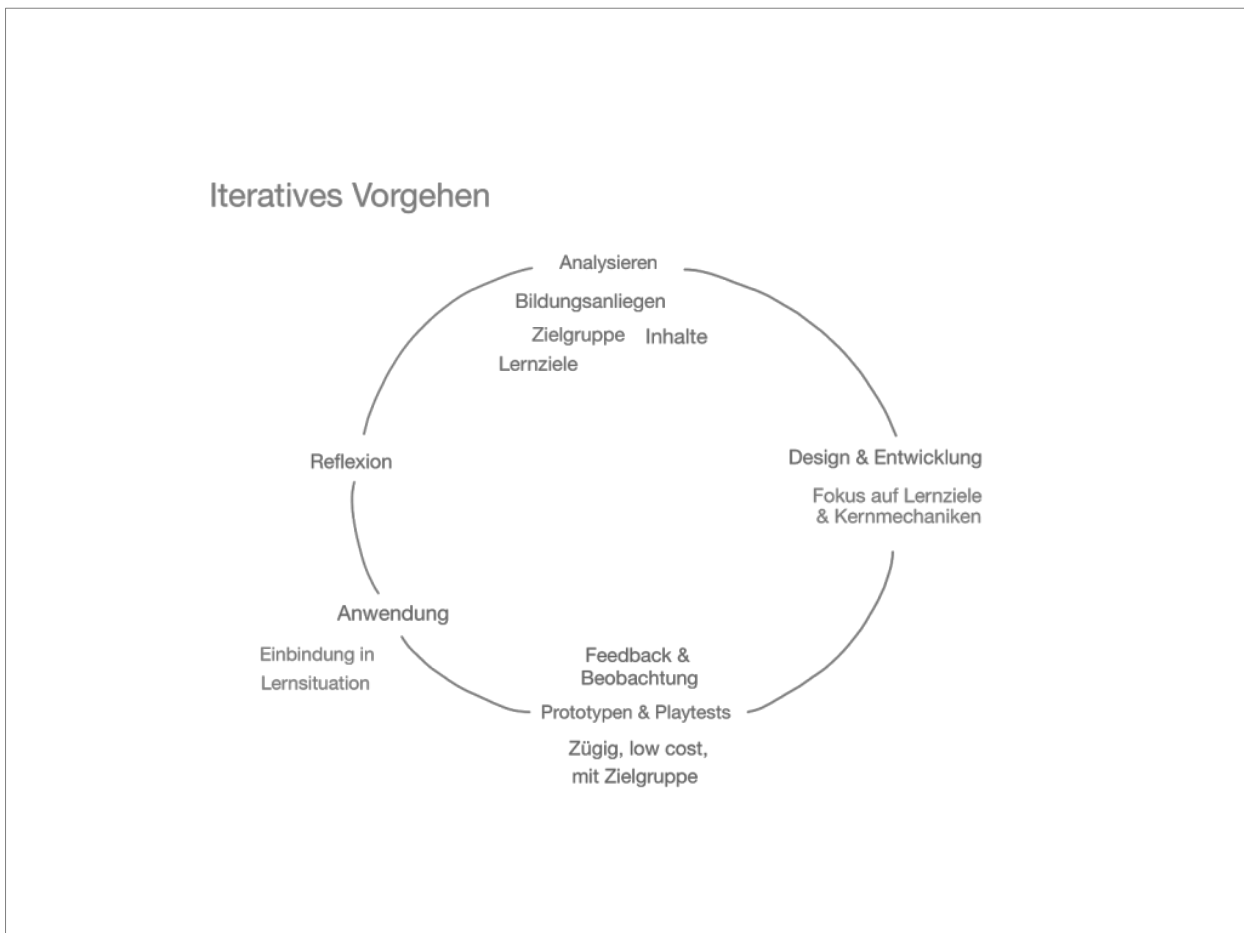 Iteratives Vorgehen
Analysieren
Bildungsanliegen
Zielgruppe Inhalte
Lernziele
Design & Entwicklung
Fokus auf Lernziele
& Kernmechaniken
Feedback &
Beobachtung
Prototypen & Playtests
Zügig, low cost,
mit Zielgruppe
Anwendung
Einbindung in
Lernsituation
Reflexion